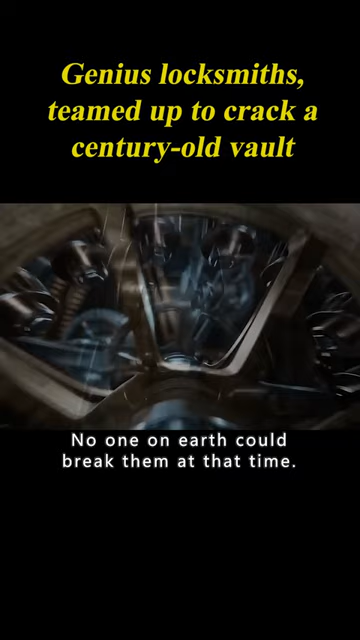 Genius locksmiths,
teamed up to crack a
century-old vault
No one on earth could
break them at that time.